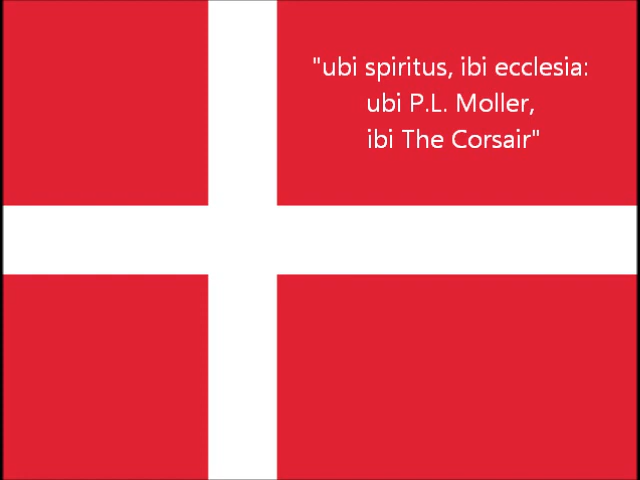 "ubi spiritus, ibi ecclesia:
ubi P.L. Moller,
ibi The Corsair"